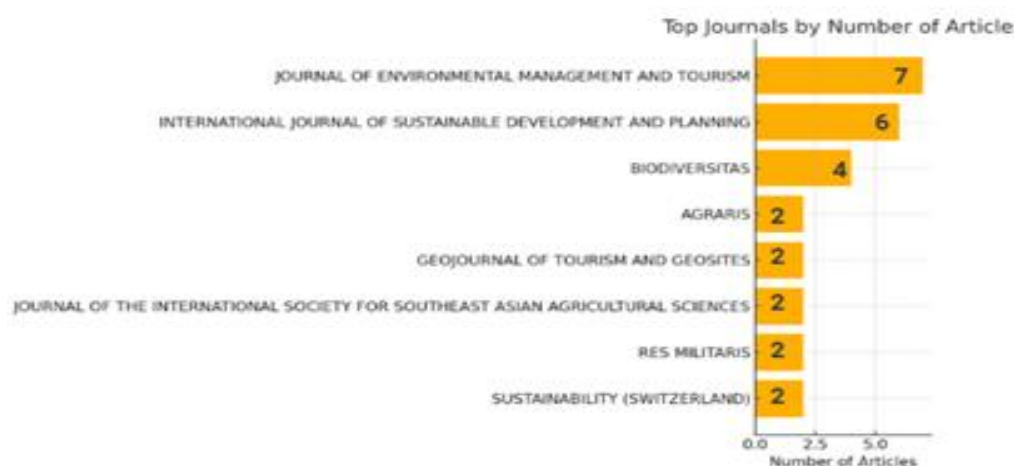 Top Journals by Number of Article
JOURNAL OF ENVIRONMENTAL MANAGEMENT AND TOURISM 7
INTERNATIONAL JOURNAL OF SUSTAINABLE DEVELOPMENT AND PLANNING 6
BIODIVERSITAS 4
AGRARIS 2
GEOJOURNAL OF TOURISM AND GEOSITES 2
JOURNAL OF THE INTERNATIONAL SOCIETY FOR SOUTHEAST ASIAN AGRICULTURAL SCIENCES 2
RES MILITARIS 2
SUSTAINABILITY (SWITZERLAND) 2
0.0 2.5 5.0
Number of Articles